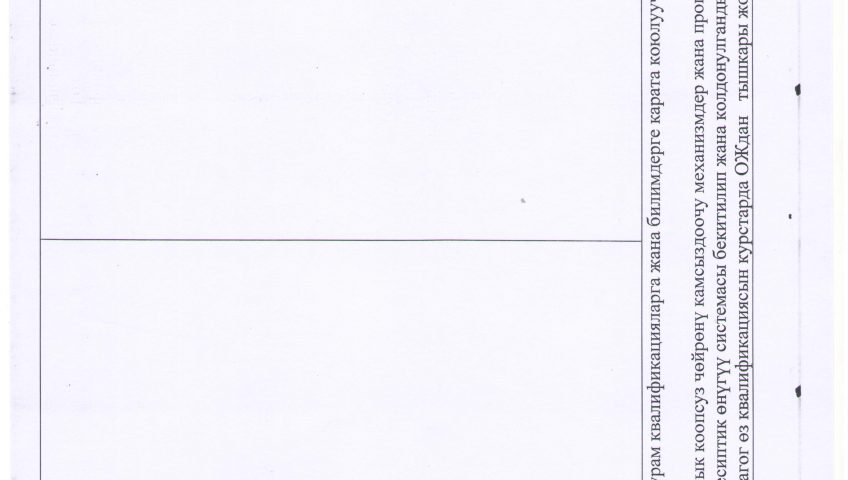 урам квалификацияларга жана билимдерге карата коюлуу
ык коопсуз чөйрөнү камсыздоочу механизмдер жана про
есиптик өнүгүү системасы бекитилип жана колдонулганд
агог өз квалификациясын курстарда ОЖдан тышкары жо